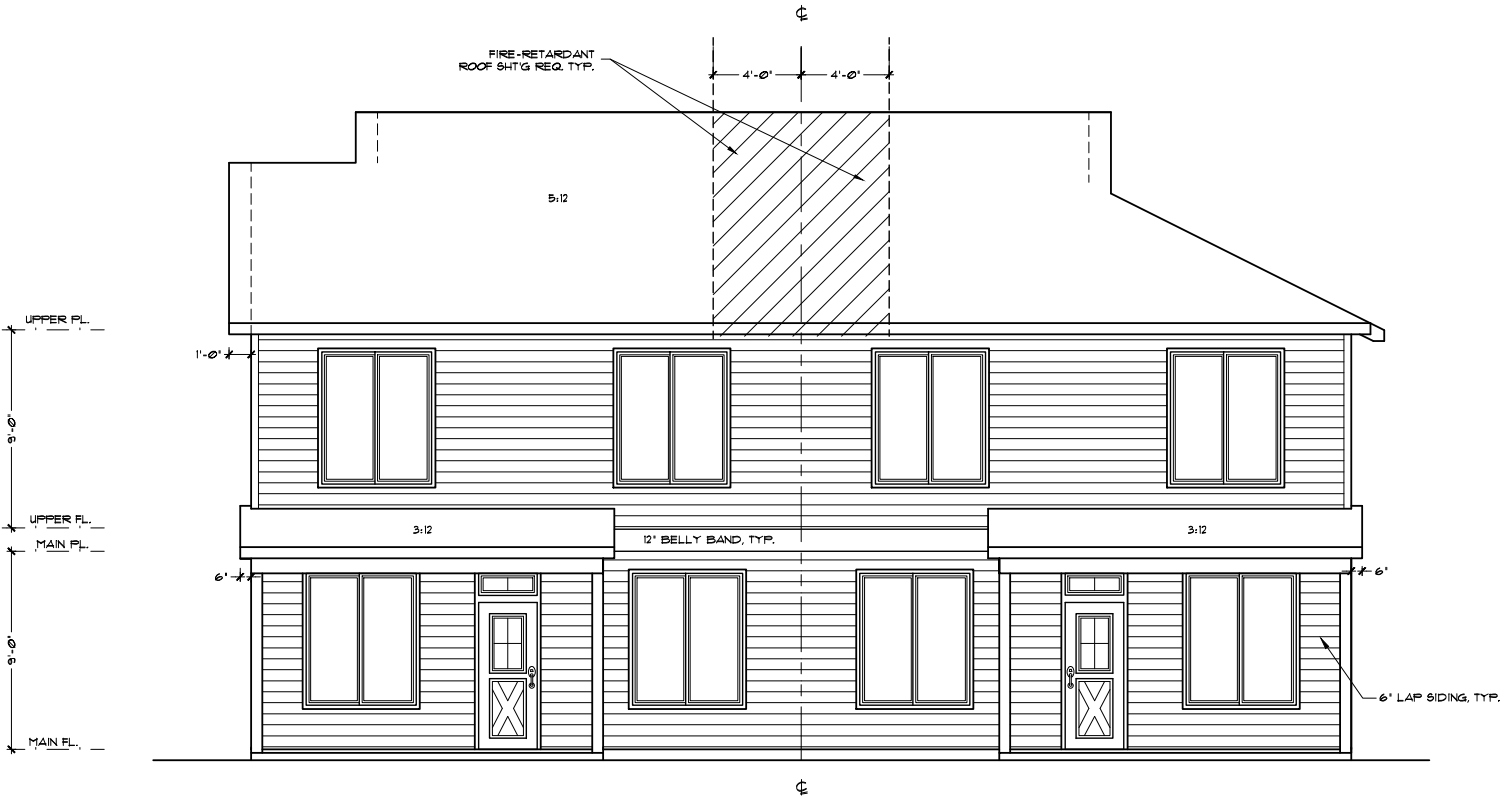 ℄
FIRE-RETARDANT
ROOF SHT'G REQ. TYP.
4'-0" 4'-0"
5:12
UPPER PL.
1'-0"
9'-0"
UPPER FL.
MAIN PL.
3:12
3:12
12" BELLY BAND, TYP.
6"
6"
9'-0"
6" LAP SIDING, TYP.
MAIN FL.
℄